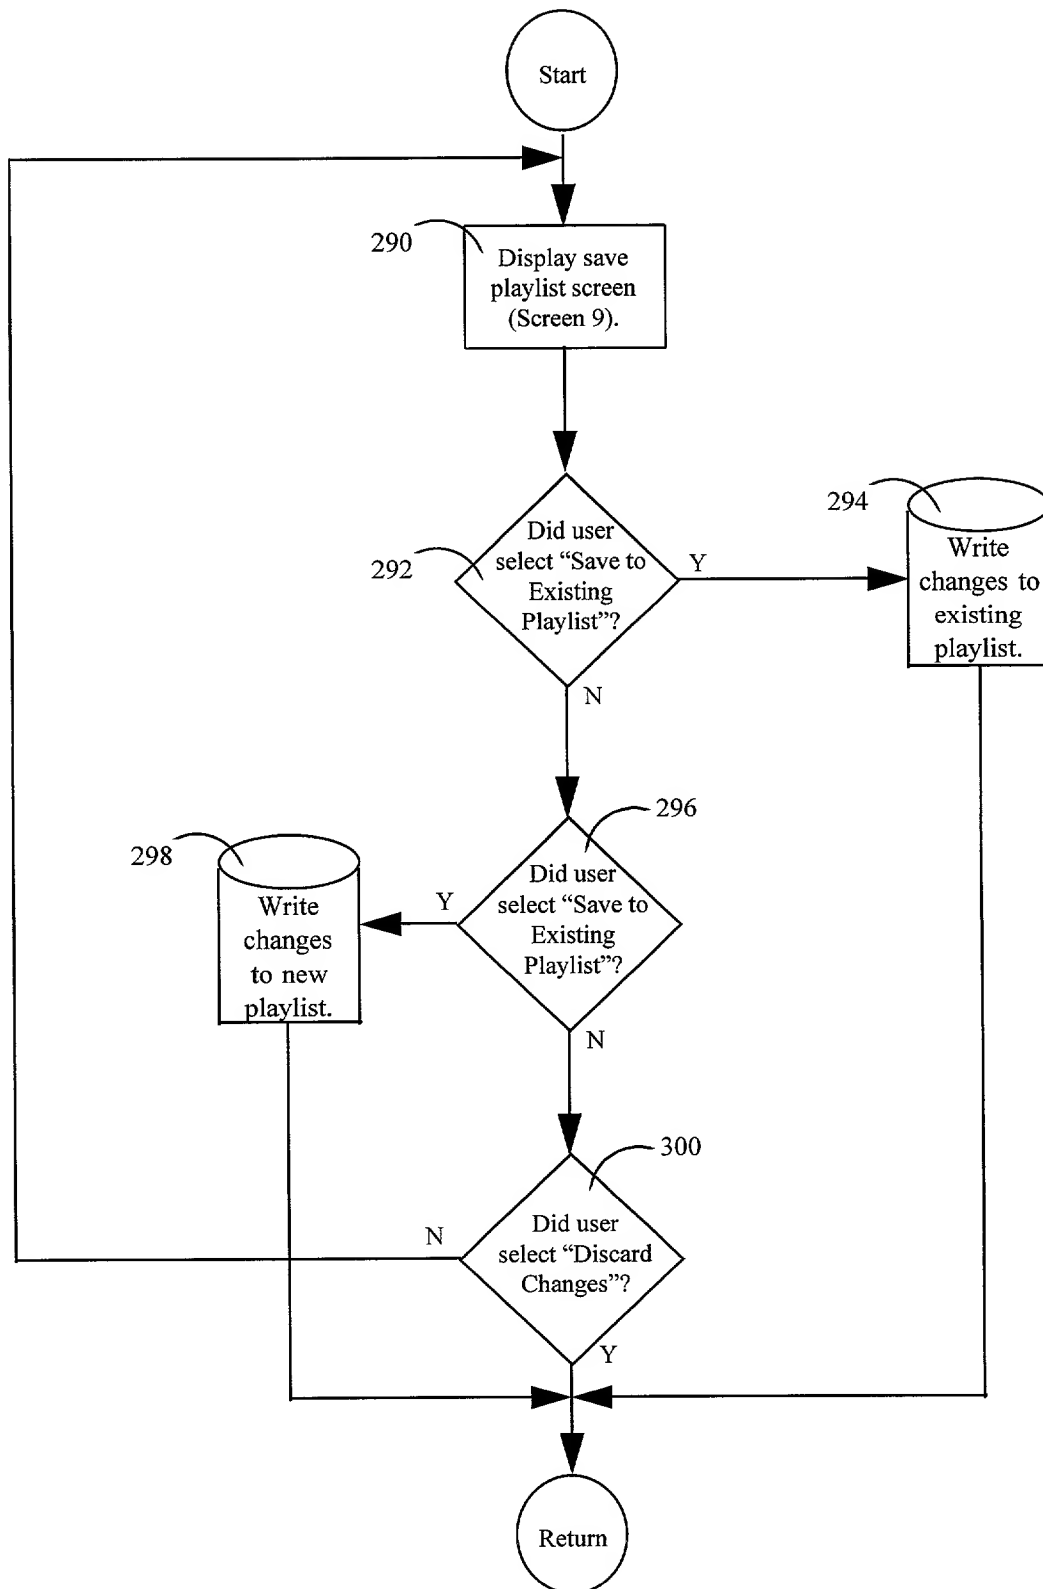 Start
290
Display save
playlist screen
(Screen 9).
294
Write
changes to
existing
playlist.
292
Did user
select “Save to
Existing
Playlist”?
Y
N
296
298
Write
changes
to new
playlist.
Y
Did user
select “Save to
Existing
Playlist”?
N
300
N
Did user
select “Discard
Changes”?
Y
Return